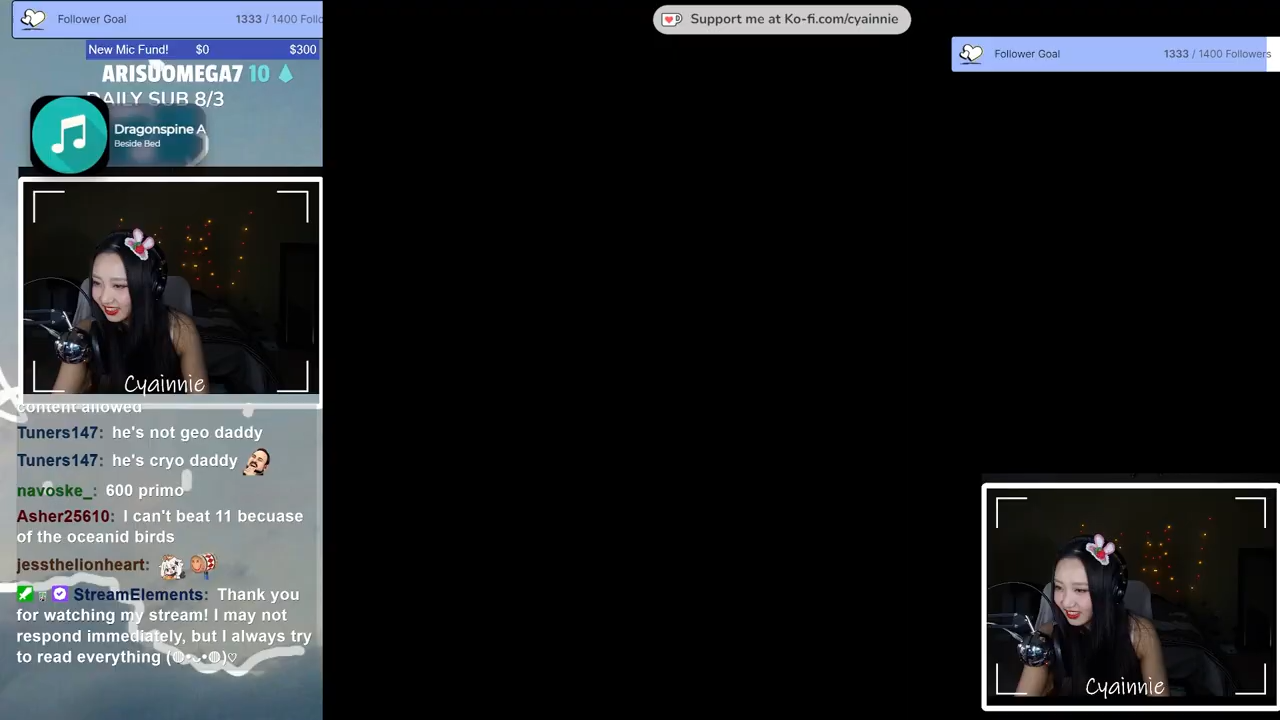 Follower Goal 1333 / 1400 Follo
New Mic Fund! $0 $300
ARISUOMEGA7 10
DAILY SUB 8/3
Dragonspine A
Beside Bed
Cyainnie
content allowed
Tuners147: he's not geo daddy
Tuners147: he's cryo daddy
navoske_: 600 primo
Asher25610: I can't beat 11 becuase
of the oceanid birds
jessthelionheart:
StreamElements: Thank you
for watching my stream! I may not
respond immediately, but I always try
to read everything (◍•ᴗ•◍)♡
Support me at Ko-fi.com/cyainnie
Follower Goal 1333 / 1400 Followers
Cyainnie